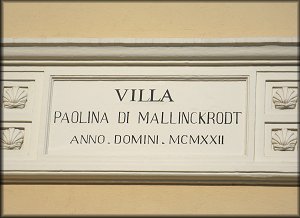 VILLA
PAOLINA DI MALLINCKRODT
ANNO. DOMINI. MCMXXII